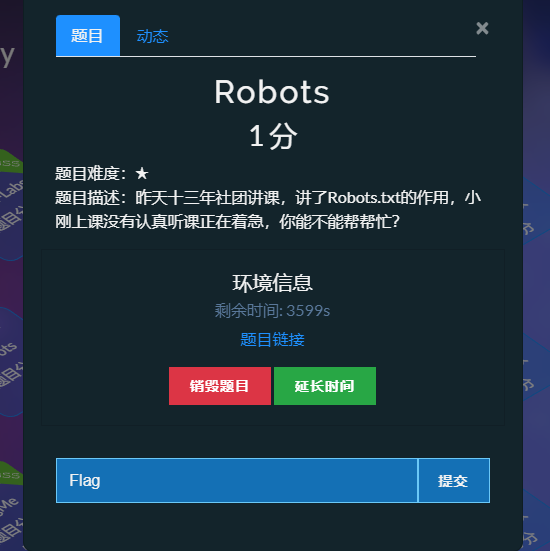 题目 动态 ×
Robots
1分
题目难度：★
题目描述：昨天十三年社团讲课，讲了Robots.txt的作用，小
刚上课没有认真听课正在着急，你能不能帮帮忙？
环境信息
剩余时间: 3599s
题目链接
销毁题目 延长时间
Flag 提交